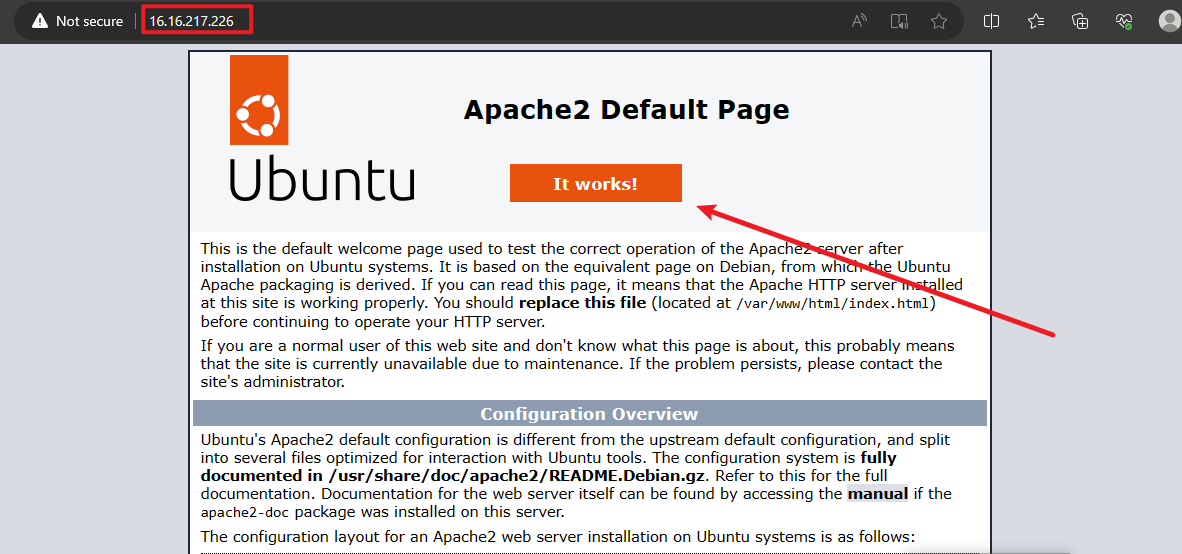 Not secure
16.16.217.226
Apache2 Default Page
Ubuntu
It works!
This is the default welcome page used to test the correct operation of the Apache2 server after
installation on Ubuntu systems. It is based on the equivalent page on Debian, from which the Ubuntu
Apache packaging is derived. If you can read this page, it means that the Apache HTTP server installed
at this site is working properly. You should replace this file (located at /var/www/html/index.html)
before continuing to operate your HTTP server.
If you are a normal user of this web site and don't know what this page is about, this probably means
that the site is currently unavailable due to maintenance. If the problem persists, please contact the
site's administrator.
Configuration Overview
Ubuntu's Apache2 default configuration is different from the upstream default configuration, and split
into several files optimized for interaction with Ubuntu tools. The configuration system is fully
documented in /usr/share/doc/apache2/README.Debian.gz. Refer to this for the full
documentation. Documentation for the web server itself can be found by accessing the manual if the
apache2-doc package was installed on this server.
The configuration layout for an Apache2 web server installation on Ubuntu systems is as follows: